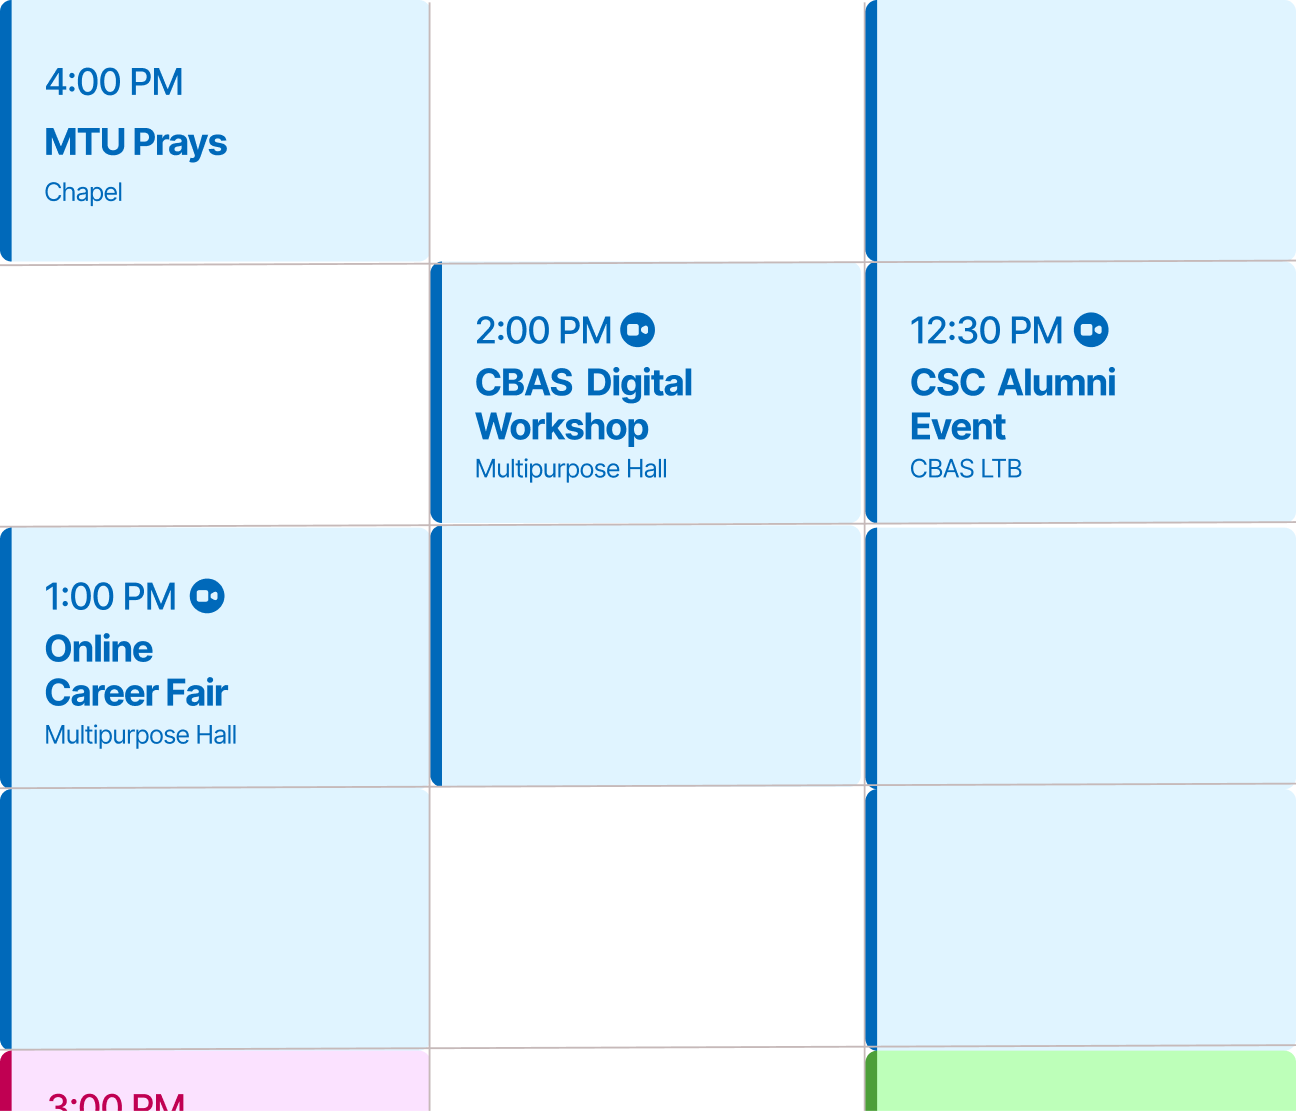 4:00 PM
MTU Prays
Chapel
2:00 PM
CBAS Digital
Workshop
Multipurpose Hall
12:30 PM
CSC Alumni
Event
CBAS LTB
1:00 PM
Online
Career Fair
Multipurpose Hall
3:00 PM